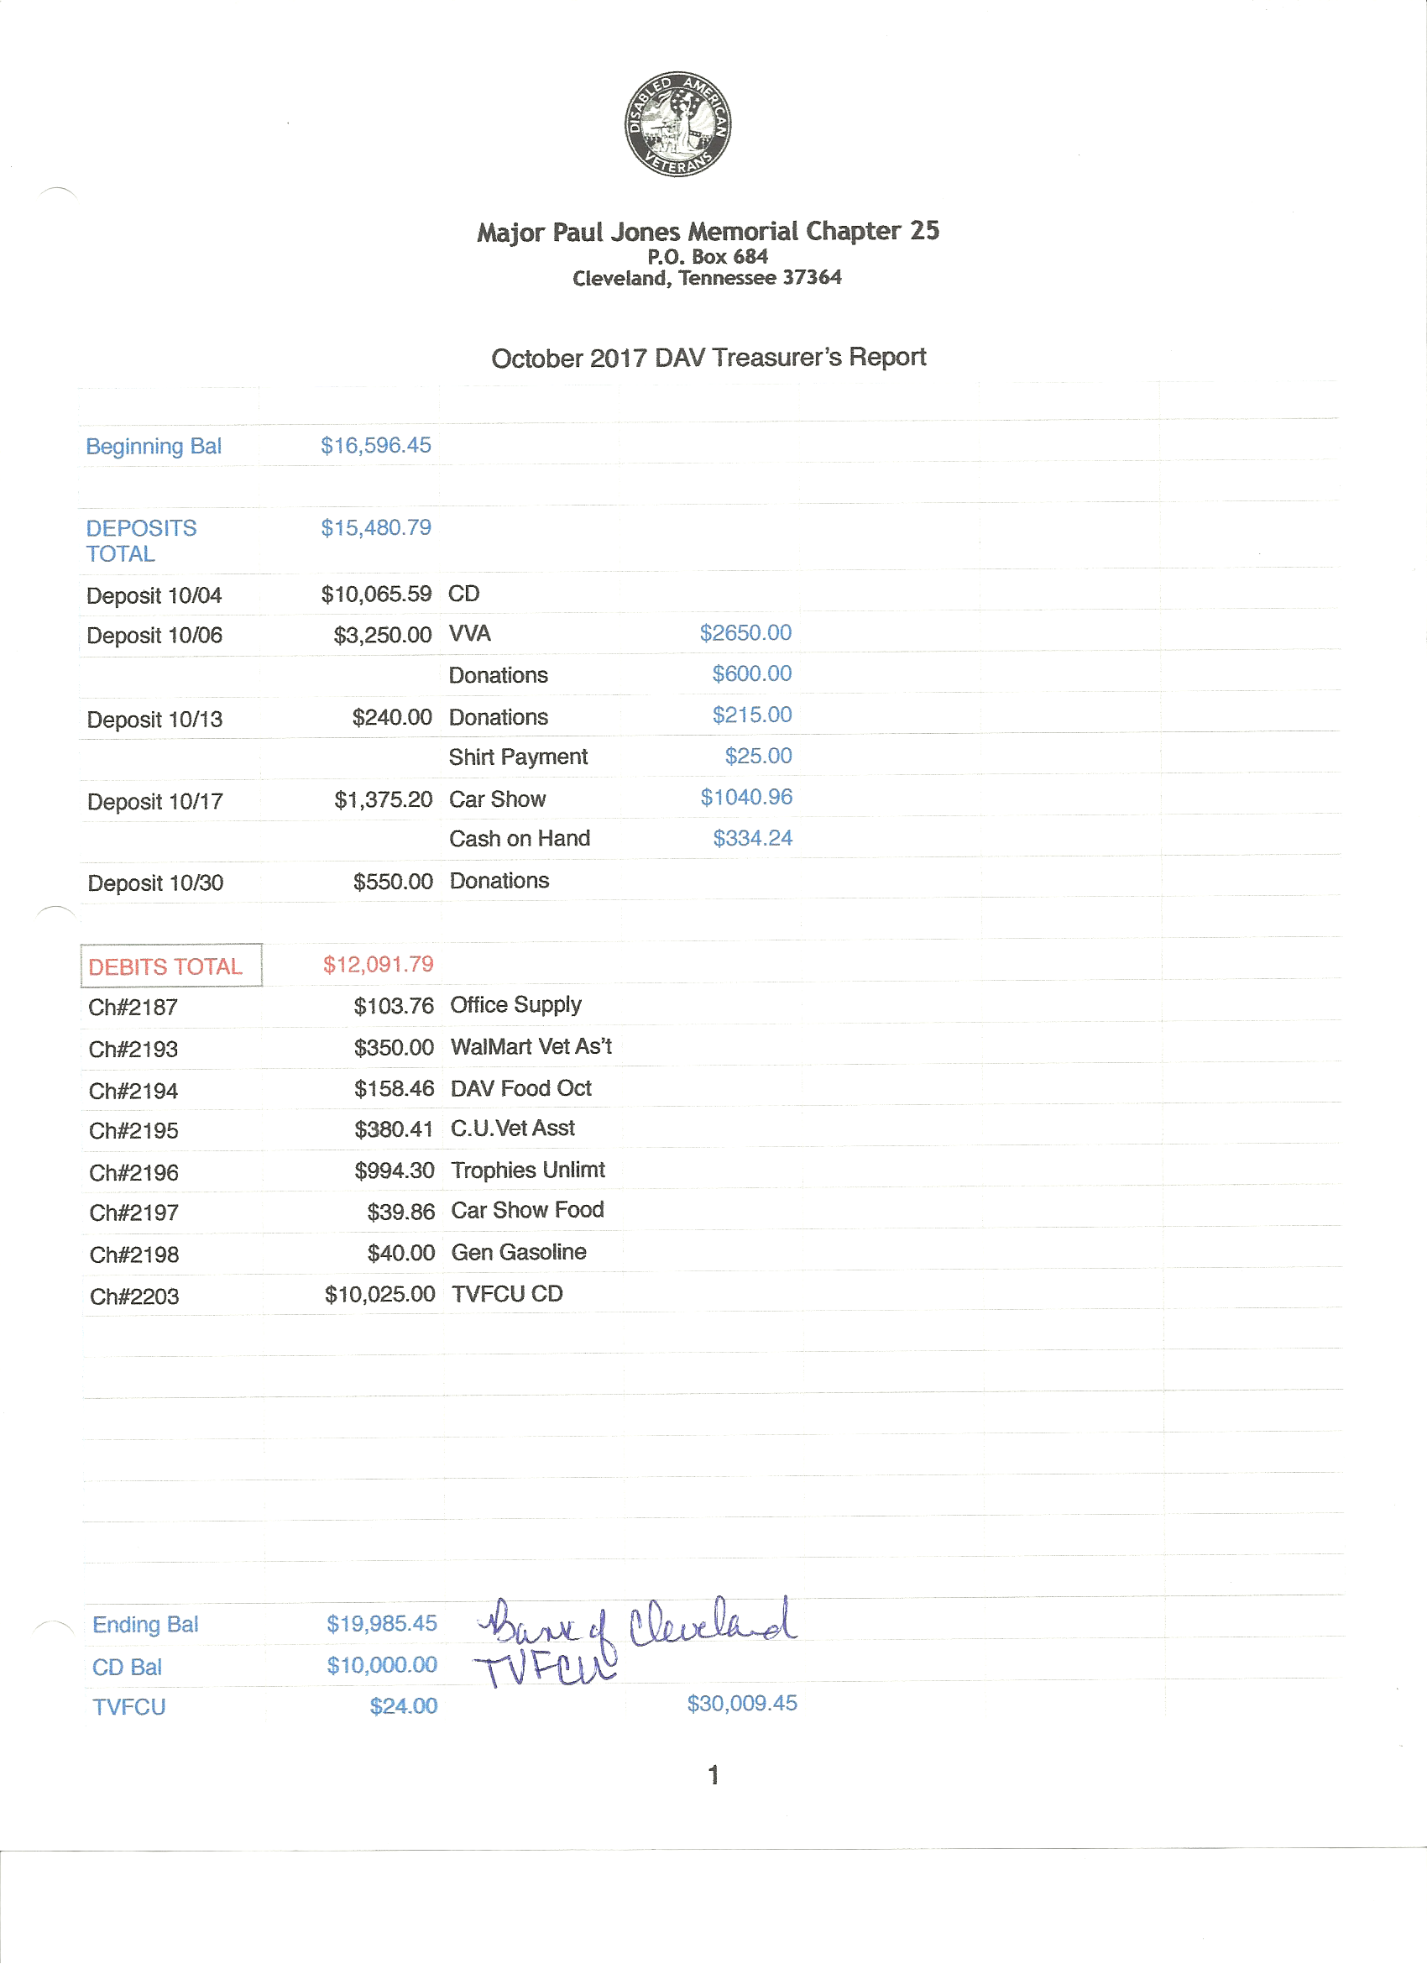 DISABLED AMERICAN VETERANS
Major Paul Jones Memorial Chapter 25
P.O. Box 684
Cleveland, Tennessee 37364
October 2017 DAV Treasurer's Report
Beginning Bal $16,596.45
DEPOSITS TOTAL $15,480.79
Deposit 10/04 $10,065.59 CD
Deposit 10/06 $3,250.00 VVA $2650.00
Donations $600.00
Deposit 10/13 $240.00 Donations $215.00
Shirt Payment $25.00
Deposit 10/17 $1,375.20 Car Show $1040.96
Cash on Hand $334.24
Deposit 10/30 $550.00 Donations
DEBITS TOTAL $12,091.79
Ch#2187 $103.76 Office Supply
Ch#2193 $350.00 WalMart Vet As't
Ch#2194 $158.46 DAV Food Oct
Ch#2195 $380.41 C.U.Vet Asst
Ch#2196 $994.30 Trophies Unlimt
Ch#2197 $39.86 Car Show Food
Ch#2198 $40.00 Gen Gasoline
Ch#2203 $10,025.00 TVFCU CD
Ending Bal $19,985.45 Bank of Cleveland
CD Bal $10,000.00 TVFCU
TVFCU $24.00 $30,009.45
1